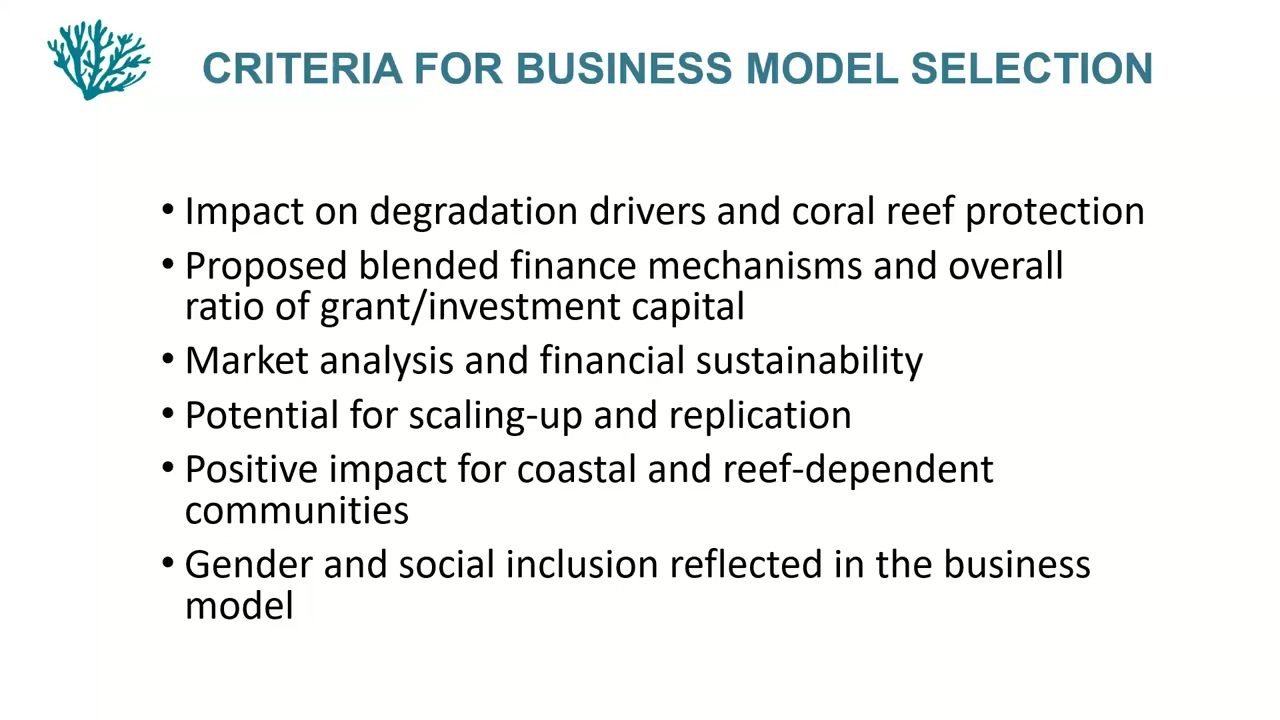 CRITERIA FOR BUSINESS MODEL SELECTION
• Impact on degradation drivers and coral reef protection
• Proposed blended finance mechanisms and overall
ratio of grant/investment capital
• Market analysis and financial sustainability
• Potential for scaling-up and replication
• Positive impact for coastal and reef-dependent
communities
• Gender and social inclusion reflected in the business
model